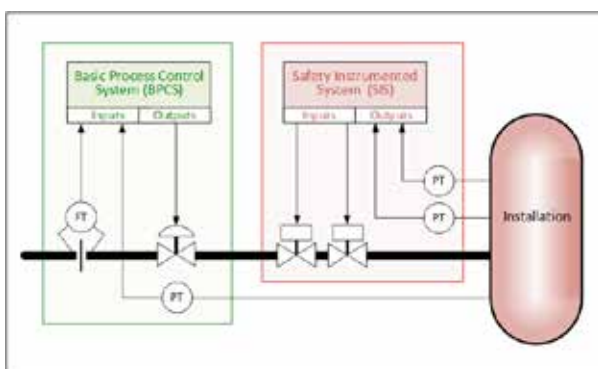 Basic Process Control
System (BPCS)
Inputs Outputs
Safety Instrumented
System (SIS)
Inputs Outputs
PT
PT
Installation
FT
PT